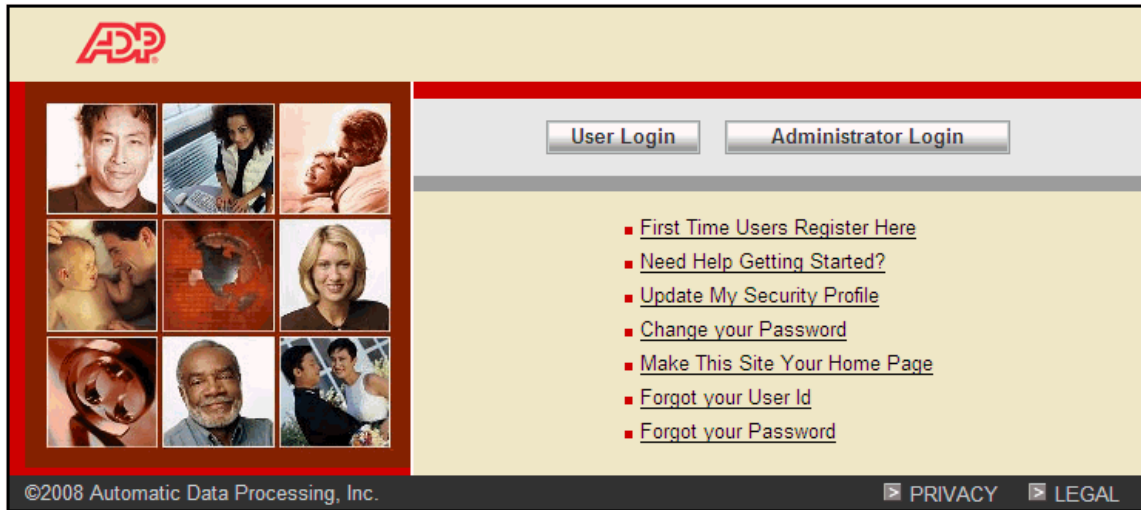 ADP
User Login
Administrator Login
First Time Users Register Here
Need Help Getting Started?
Update My Security Profile
Change your Password
Make This Site Your Home Page
Forgot your User Id
Forgot your Password
©2008 Automatic Data Processing, Inc.
PRIVACY
LEGAL